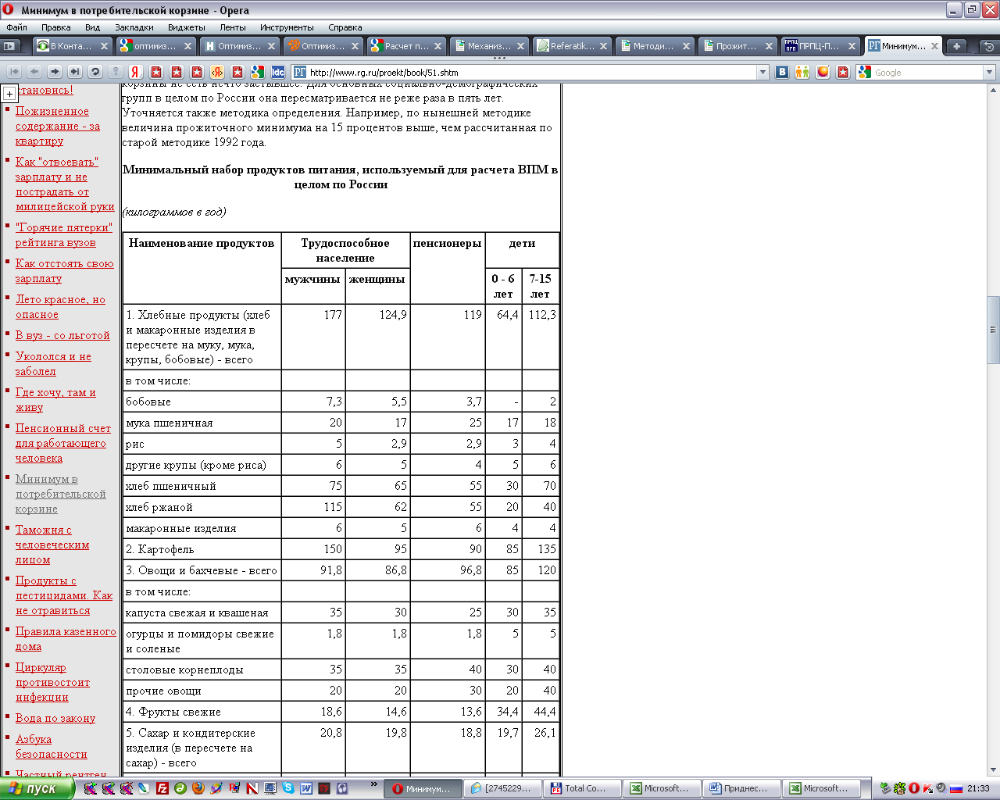 Минимум в потребительской корзине - Opera
Файл Правка Вид Закладки Виджеты Ленты Инструменты Справка
В Конта... оптимиз... Оптимиз... Оптимиз... Расчет п... Механиз... Referatik... Методи... Прожит... ПРПЦ-П... Минимум...
http://www.rg.ru/proekt/book/51.shtm
Google
становись!
Пожизненное
содержание - за
квартиру
Как "отвоевать"
зарплату и не
пострадать от
милицейской руки
"Горячие пятерки"
рейтинга вузов
Как отстоять свою
зарплату
Лето красное, но
опасное
В вуз - со льготой
Укололся и не
заболел
Где хочу, там и
живу
Пенсионный счет
для работающего
человека
Минимум в
потребительской
корзине
Таможня с
человеческим
лицом
Продукты с
пестицидами. Как
не отравиться
Правила казенного
дома
Циркуляр
противостоит
инфекции
Вода по закону
Азбука
безопасности
Частный рентген
корзины не есть нечто застывшее. Для основных социально-демографических
групп в целом по России она пересматривается не реже раза в пять лет.
Уточняется также методика определения. Например, по нынешней методике
величина прожиточного минимума на 15 процентов выше, чем рассчитанная по
старой методике 1992 года.
Минимальный набор продуктов питания, используемый для расчета ВПМ в
целом по России
(килограммов в год)
Наименование продуктов Трудоспособное население пенсионеры дети
мужчины женщины 0 - 6 лет 7-15 лет
1. Хлебные продукты (хлеб 177 124,9 119 64,4 112,3
и макаронные изделия в
пересчете на муку, мука,
крупы, бобовые) - всего
в том числе:
бобовые 7,3 5,5 3,7 - 2
мука пшеничная 20 17 25 17 18
рис 5 2,9 2,9 3 4
другие крупы (кроме риса) 6 5 4 5 6
хлеб пшеничный 75 65 55 30 70
хлеб ржаной 115 62 55 20 40
макаронные изделия 6 5 6 4 4
2. Картофель 150 95 90 85 135
3. Овощи и бахчевые - всего 91,8 86,8 96,8 85 120
в том числе:
капуста свежая и квашеная 35 30 25 30 35
огурцы и помидоры свежие 1,8 1,8 1,8 5 5
и соленые
столовые корнеплоды 35 35 40 30 40
прочие овощи 20 20 30 20 40
4. Фрукты свежие 18,6 14,6 13,6 34,4 44,4
5. Сахар и кондитерские 20,8 19,8 18,8 19,7 26,1
изделия (в пересчете на
сахар) - всего
пуск
Минимум... [2745229... Total Co... Microsoft... Приднес... Microsoft...
21:33